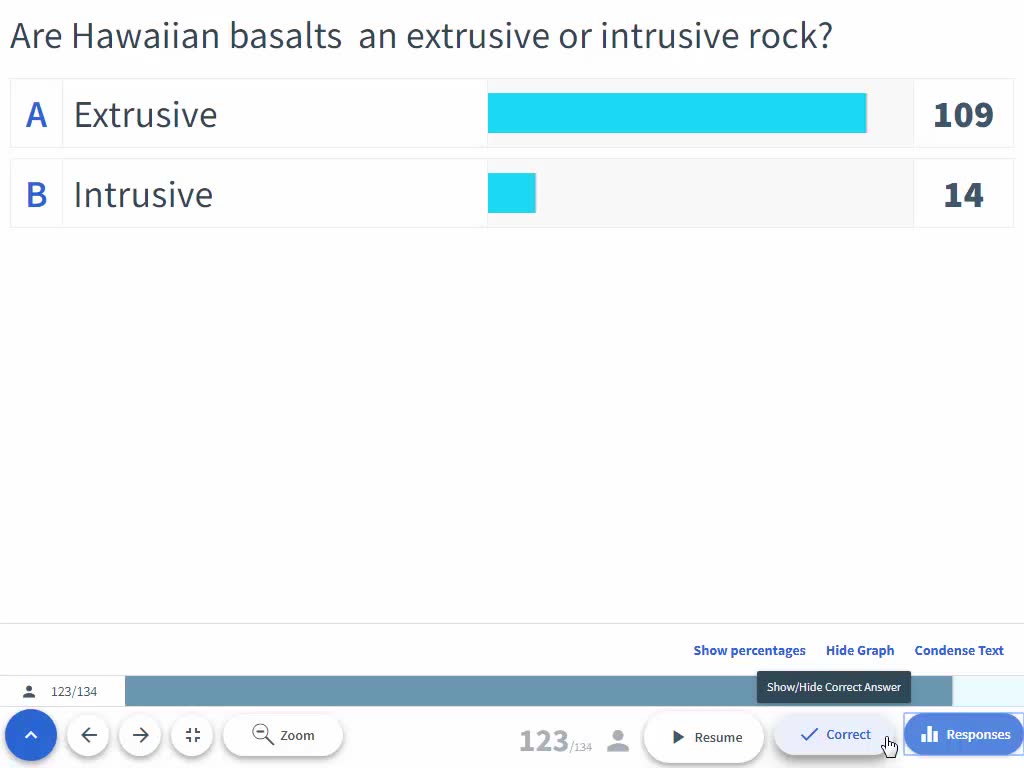 Are Hawaiian basalts  an extrusive or intrusive rock?
A Extrusive 109
B Intrusive 14
Show percentages Hide Graph Condense Text
123/134
Show/Hide Correct Answer
Zoom 123/134 Resume Correct Responses